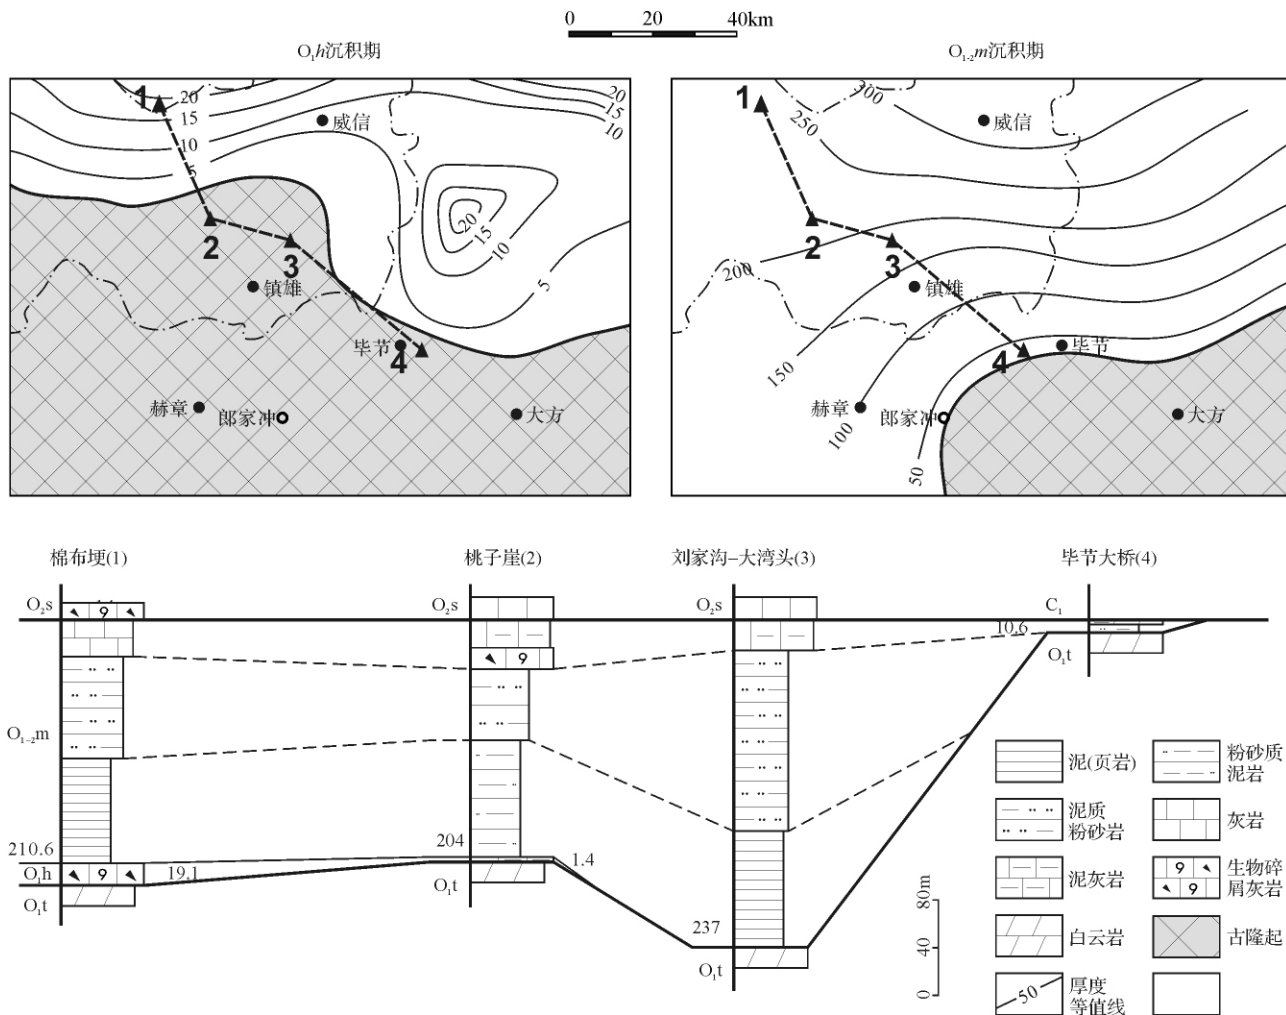 0 20 40km
O₁h沉积期
O₁₋₂m沉积期
1
20
15
10
5
威信
20
15
10
2
3
20
15
10
5
镇雄
毕节
4
赫章
郎家冲
大方
1
300
250
威信
2
3
200
镇雄
150
4
毕节
赫章
100
郎家冲
50
大方
棉布埂(1)
桃子崖(2)
刘家沟–大湾头(3)
毕节大桥(4)
O₂s
9
O₂s
O₂s
C₁
10.6
O₁t
9
O₁₋₂m
210.6
O₁h
9
19.1
O₁t
204
1.4
O₁t
237
O₁t
80m
40
0
泥(页岩)
粉砂质
泥岩
泥质
粉砂岩
灰岩
泥灰岩
9
9
生物碎
屑灰岩
白云岩
古隆起
50
厚度
等值线